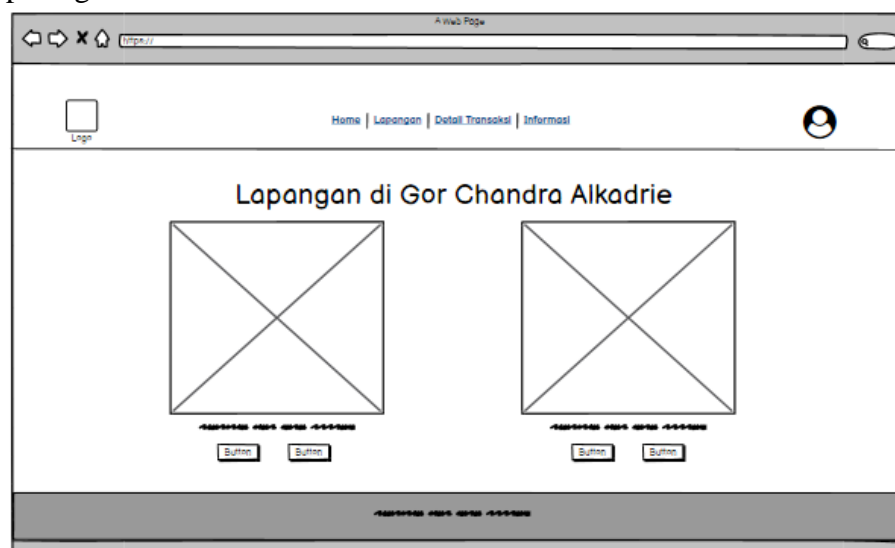 A Web Page
https://
Logo
Home | Lapangan | Detail Transaksi | Informasi
Lapangan di Gor Chandra Alkadrie
Button Button Button Button